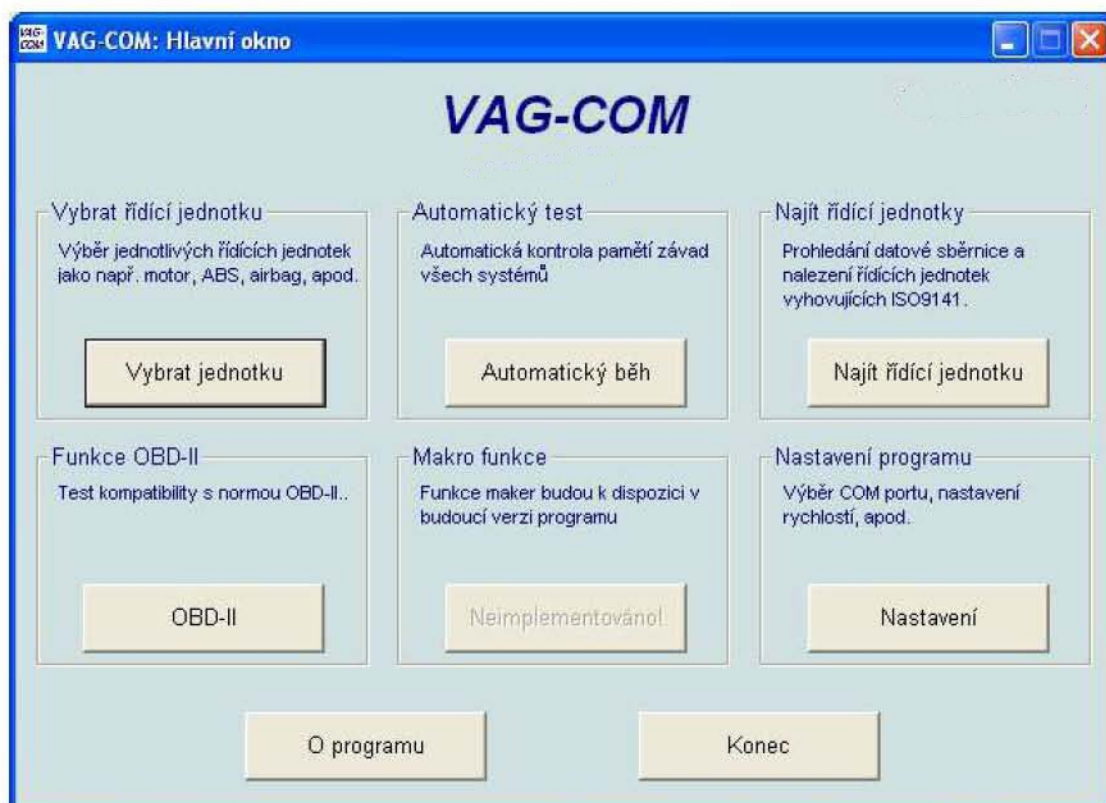 VAG-COM
VAG-COM: Hlavní okno
VAG-COM
Vybrat řídící jednotku
Výběr jednotlivých řídících jednotek
jako např. motor, ABS, airbag, apod.
Vybrat jednotku
Automatický test
Automatická kontrola pamětí závad
všech systémů
Automatický běh
Najít řídící jednotky
Prohledání datové sběrnice a
nalezení řídících jednotek
vyhovujících ISO9141.
Najít řídící jednotku
Funkce OBD-II
Test kompatibility s normou OBD-II..
OBD-II
Makro funkce
Funkce maker budou k dispozici v
budoucí verzi programu
Neimplementováno!
Nastavení programu
Výběr COM portu, nastavení
rychlostí, apod.
Nastavení
O programu
Konec